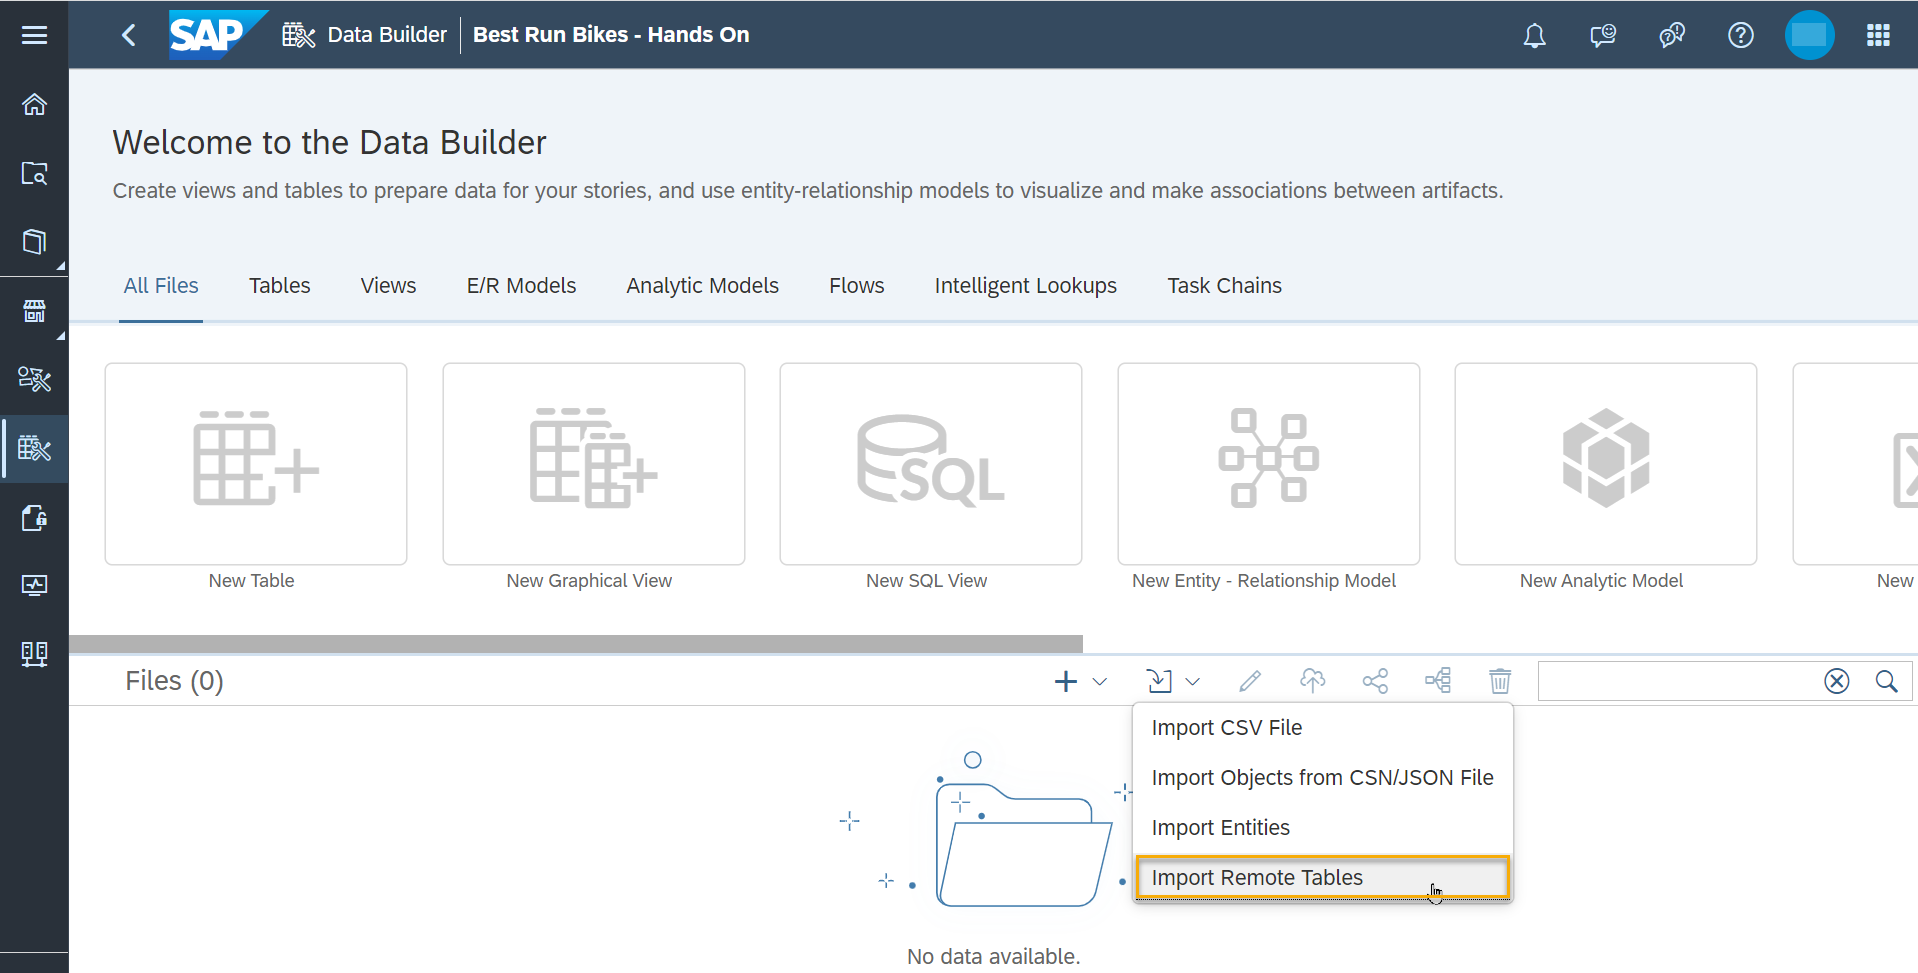 SAP Data Builder Best Run Bikes - Hands On
Welcome to the Data Builder
Create views and tables to prepare data for your stories, and use entity-relationship models to visualize and make associations between artifacts.
All Files Tables Views E/R Models Analytic Models Flows Intelligent Lookups Task Chains
SQL
New Table New Graphical View New SQL View New Entity - Relationship Model New Analytic Model New
Files (0)
Import CSV File
Import Objects from CSN/JSON File
Import Entities
Import Remote Tables
No data available.